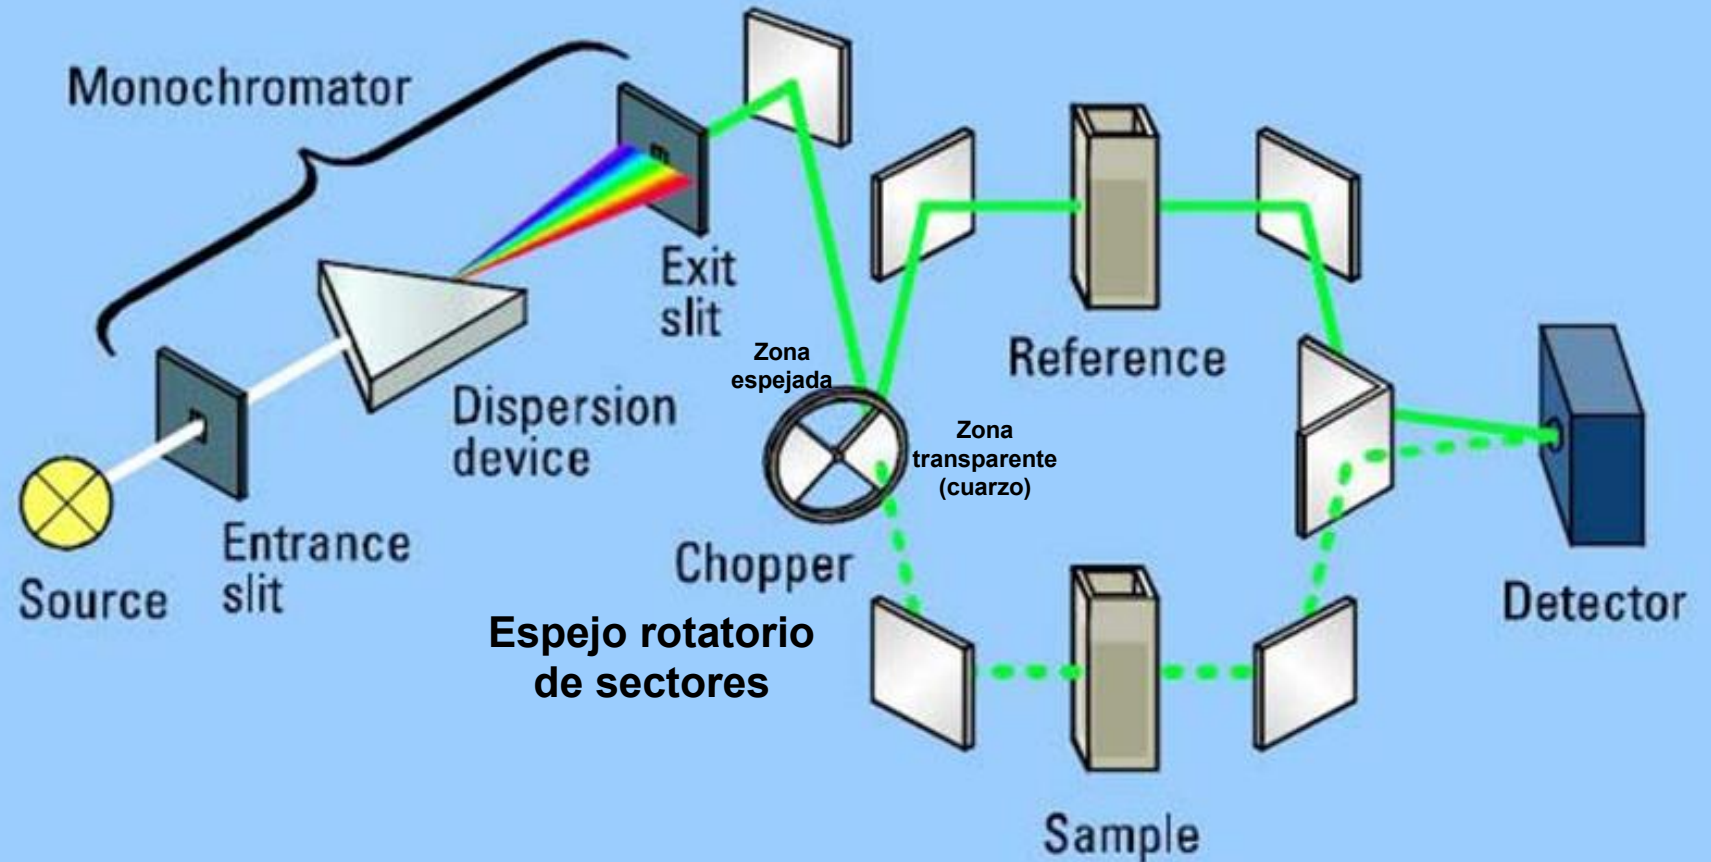 Monochromator
Exit
slit
Zona
espejada
Reference
Dispersion
device
Zona
transparente
(cuarzo)
Entrance
slit
Source
Chopper
Detector
Espejo rotatorio
de sectores
Sample